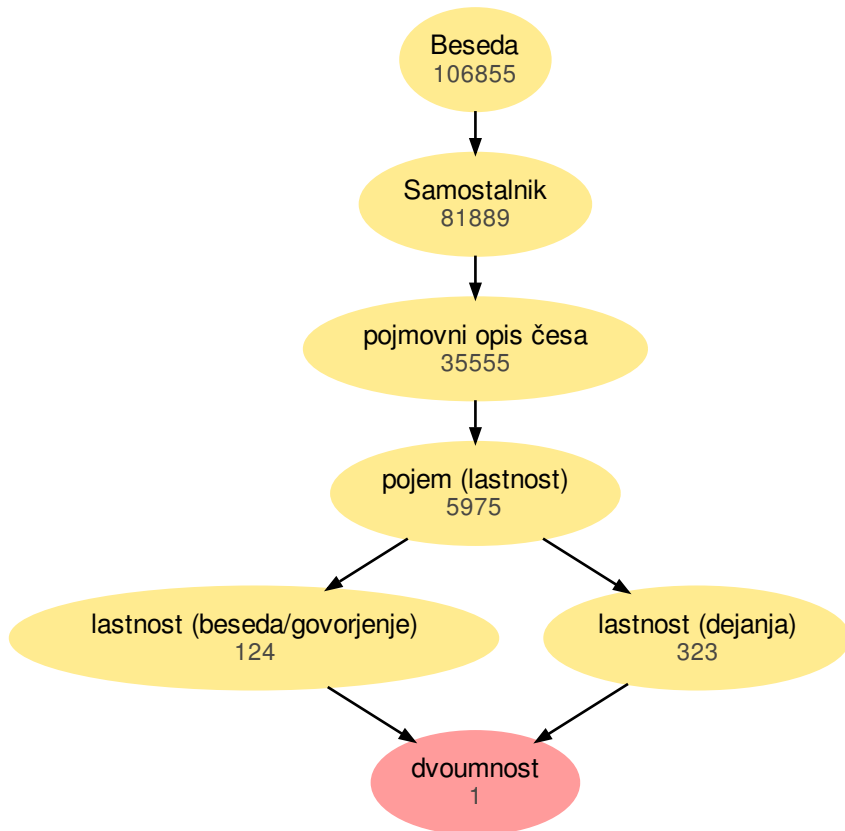 Beseda
106855
Samostalnik
81889
pojmovni opis česa
35555
pojem (lastnost)
5975
lastnost (beseda/govorjenje)
124
lastnost (dejanja)
323
dvoumnost
1